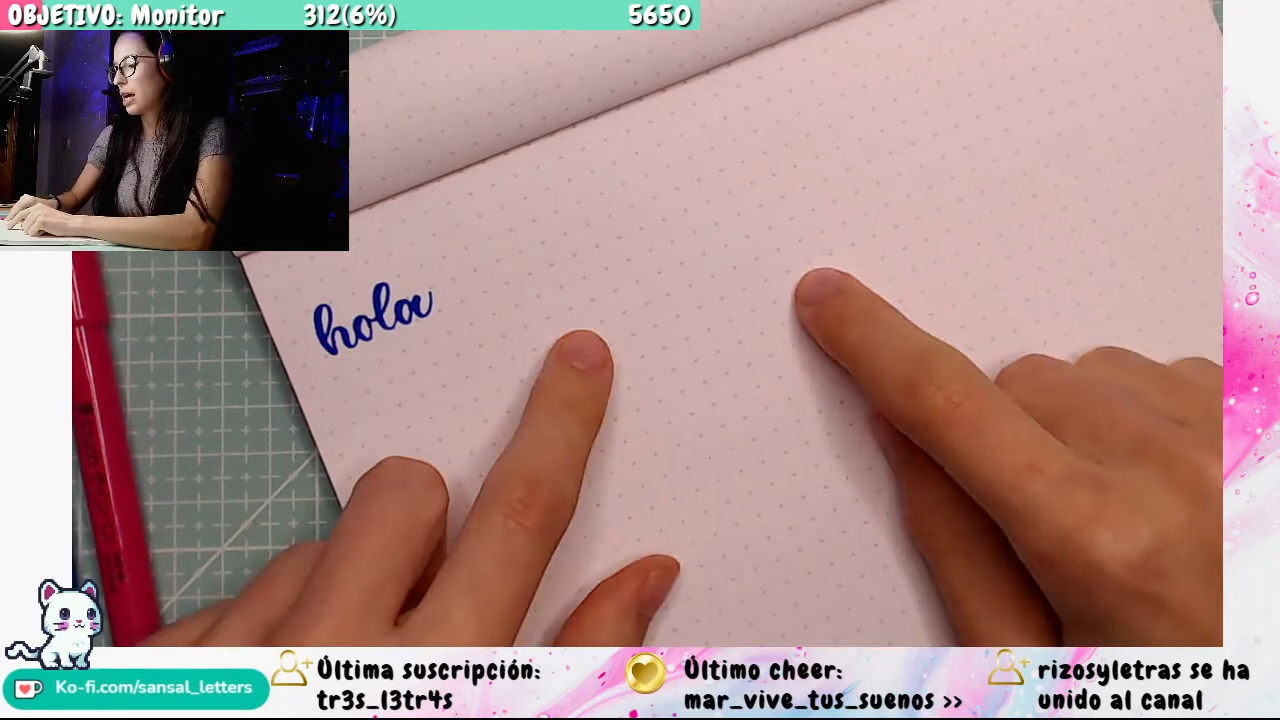 OBJETIVO: Monitor 312(6%) 5650
hola
Última suscripción:
tr3s_l3tr4s
Último cheer:
mar_vive_tus_suenos >>
rizosyletras se ha
unido al canal
Ko-fi.com/sansal_letters